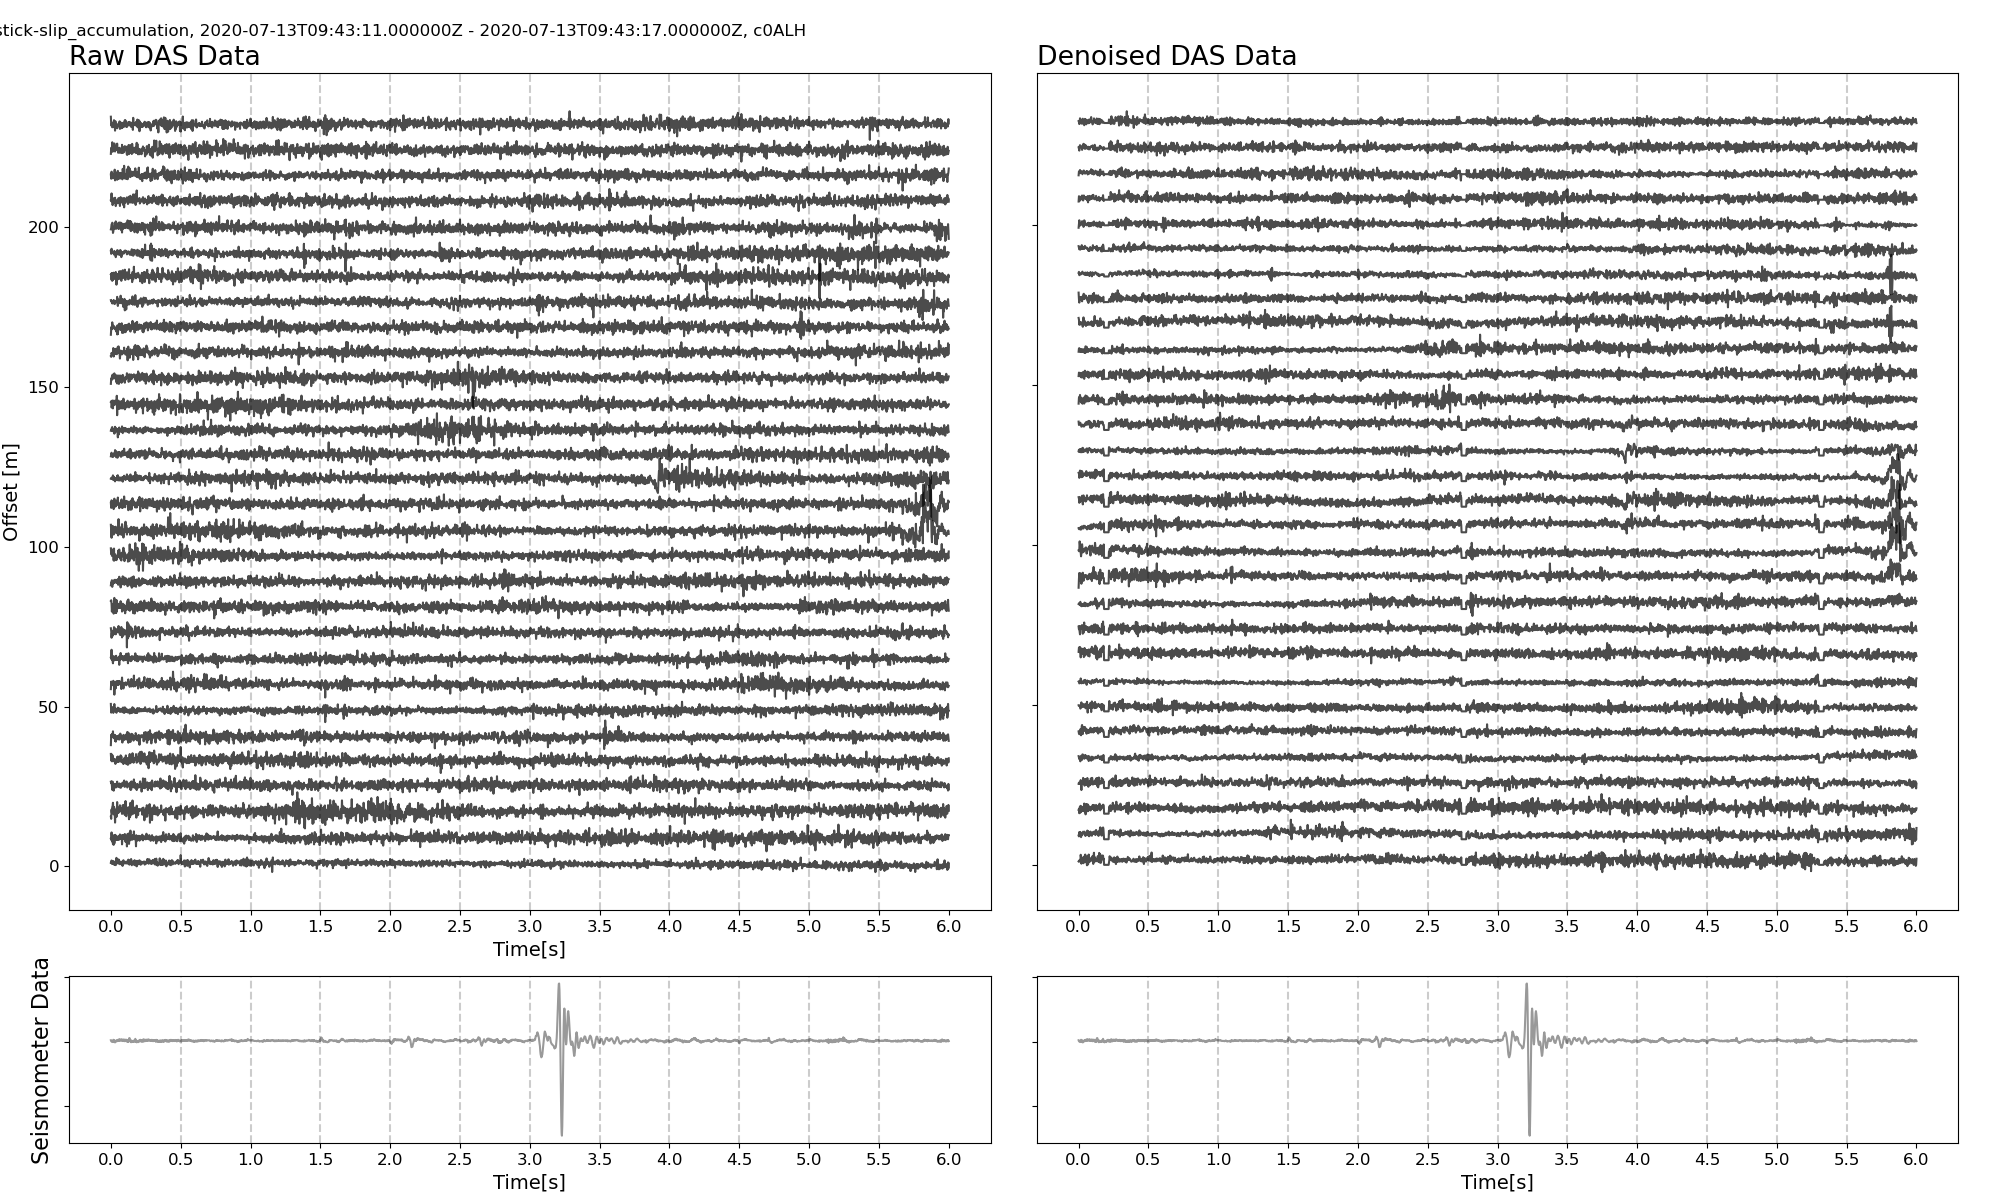 stick-slip_accumulation, 2020-07-13T09:43:11.000000Z - 2020-07-13T09:43:17.000000Z, c0ALH
Raw DAS Data
Denoised DAS Data
Offset [m]
200
150
100
50
0
0.0 0.5 1.0 1.5 2.0 2.5 3.0 3.5 4.0 4.5 5.0 5.5 6.0
Time[s]
0.0 0.5 1.0 1.5 2.0 2.5 3.0 3.5 4.0 4.5 5.0 5.5 6.0
Seismometer Data
0.0 0.5 1.0 1.5 2.0 2.5 3.0 3.5 4.0 4.5 5.0 5.5 6.0
Time[s]
0.0 0.5 1.0 1.5 2.0 2.5 3.0 3.5 4.0 4.5 5.0 5.5 6.0
Time[s]